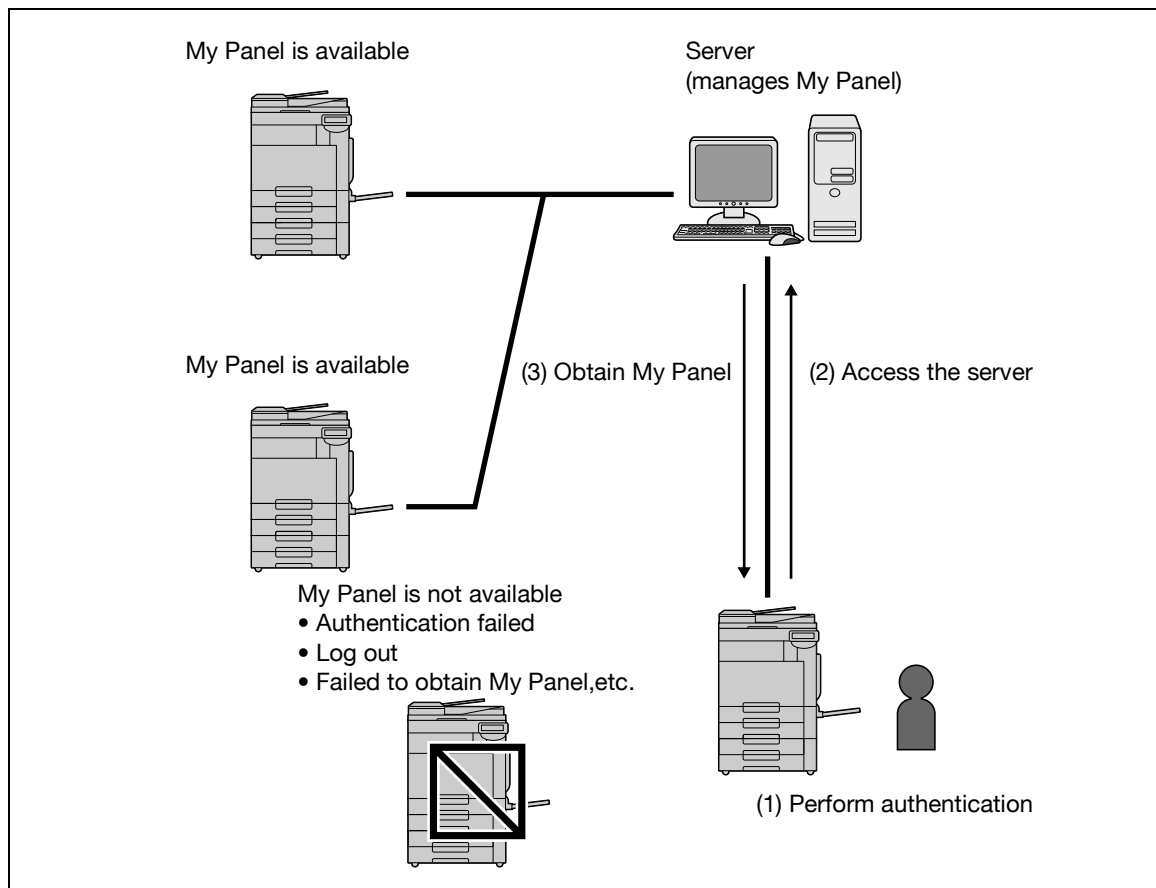 My Panel is available
Server
(manages My Panel)
My Panel is available
(3) Obtain My Panel
(2) Access the server
My Panel is not available
• Authentication failed
• Log out
• Failed to obtain My Panel,etc.
(1) Perform authentication